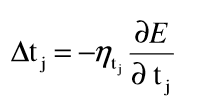 Δt_j = −η_{t_j} ∂E / ∂ t_j